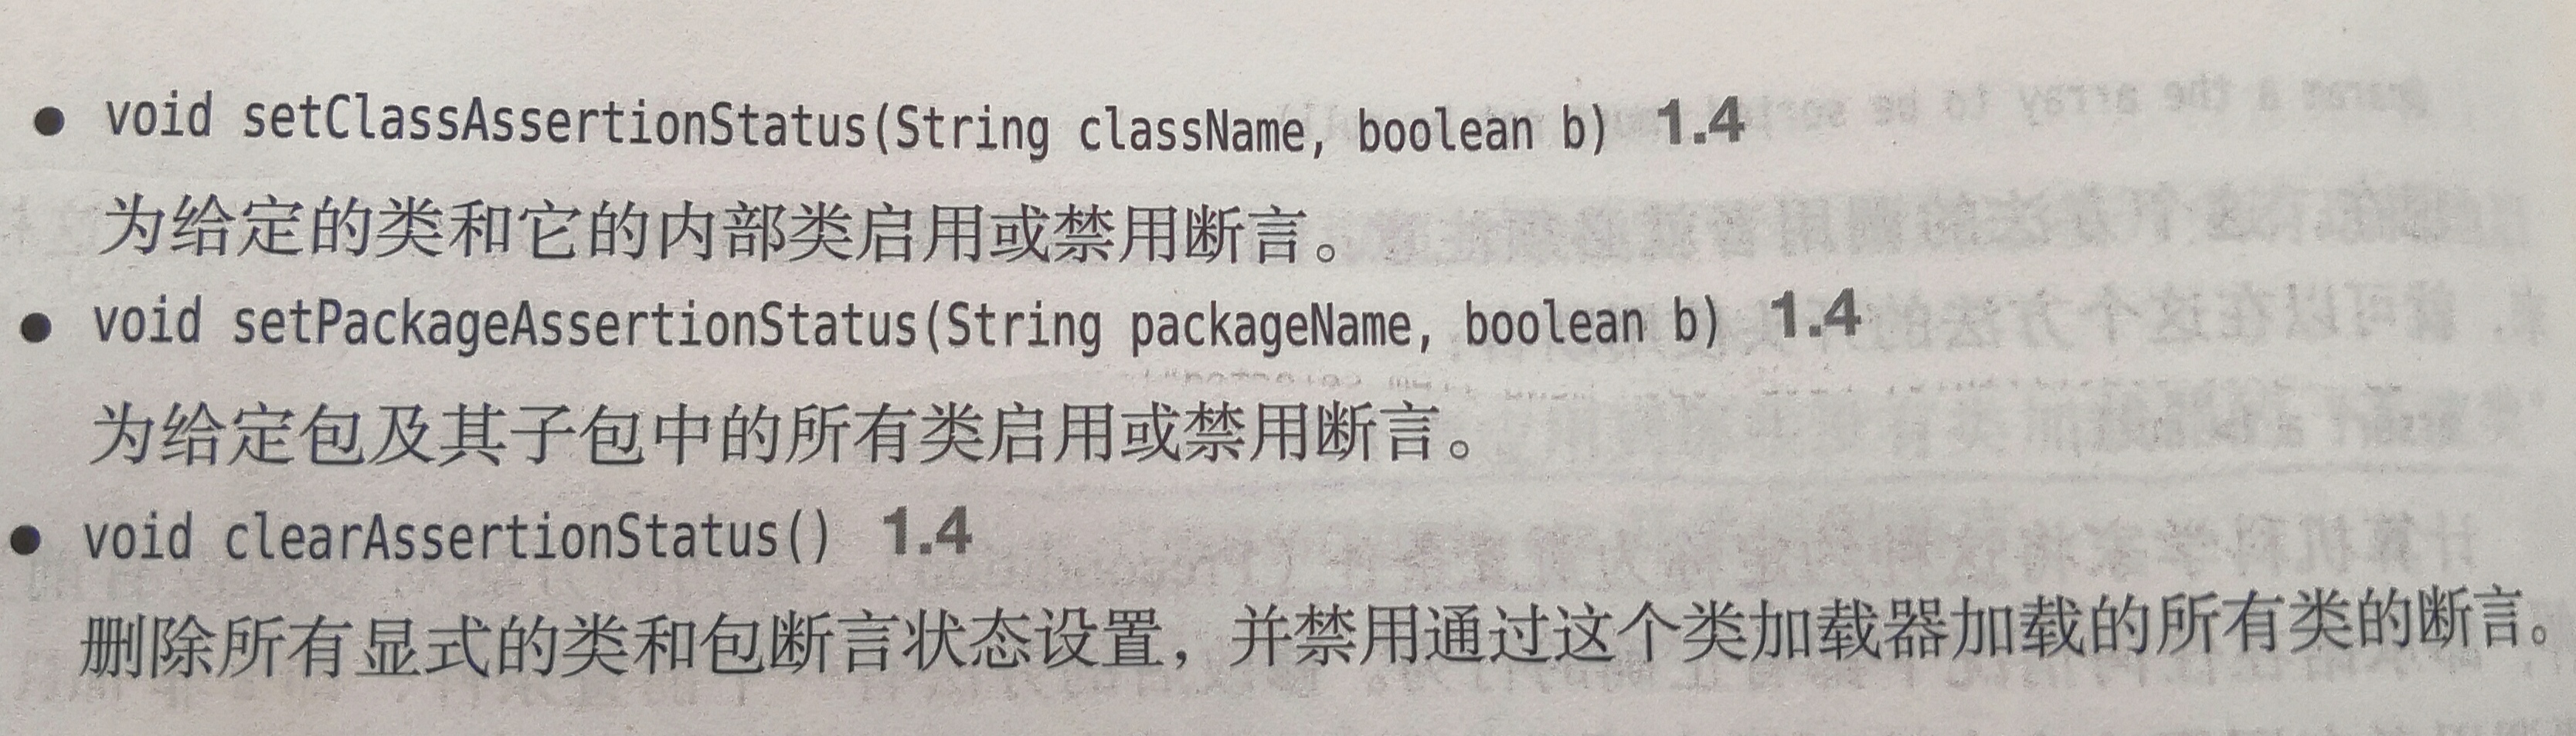 ● void setClassAssertionStatus(String className, boolean b) 1.4
为给定的类和它的内部类启用或禁用断言。
● void setPackageAssertionStatus(String packageName, boolean b) 1.4
为给定包及其子包中的所有类启用或禁用断言。
● void clearAssertionStatus() 1.4
删除所有显式的类和包断言状态设置，并禁用通过这个类加载器加载的所有类的断言。